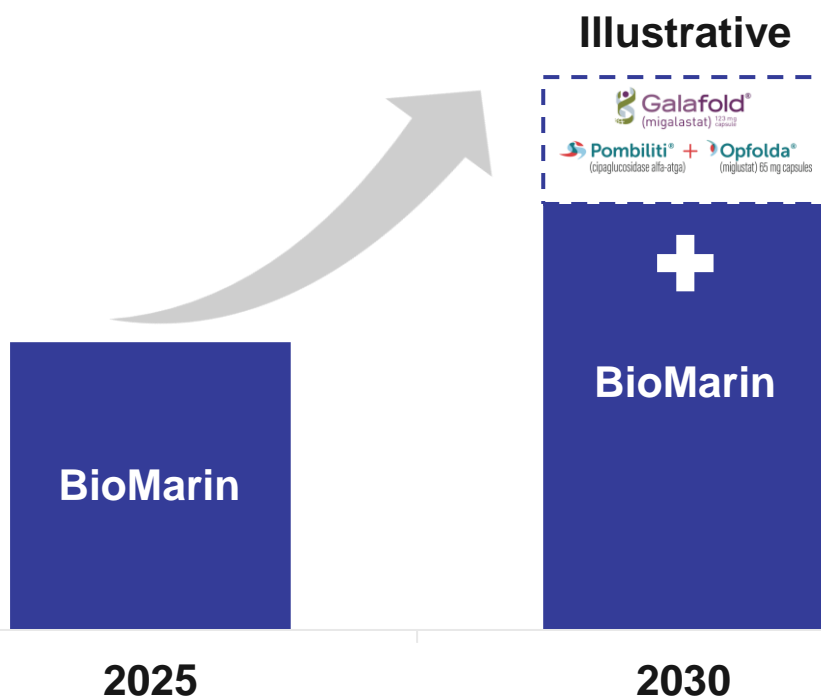 Illustrative
Galafold®
(migalastat) 123 mg capsule
Pombiliti® + Opfolda®
(cipaglucosidase alfa-atga) (miglustat) 65 mg capsules
+
BioMarin
BioMarin
2025 2030